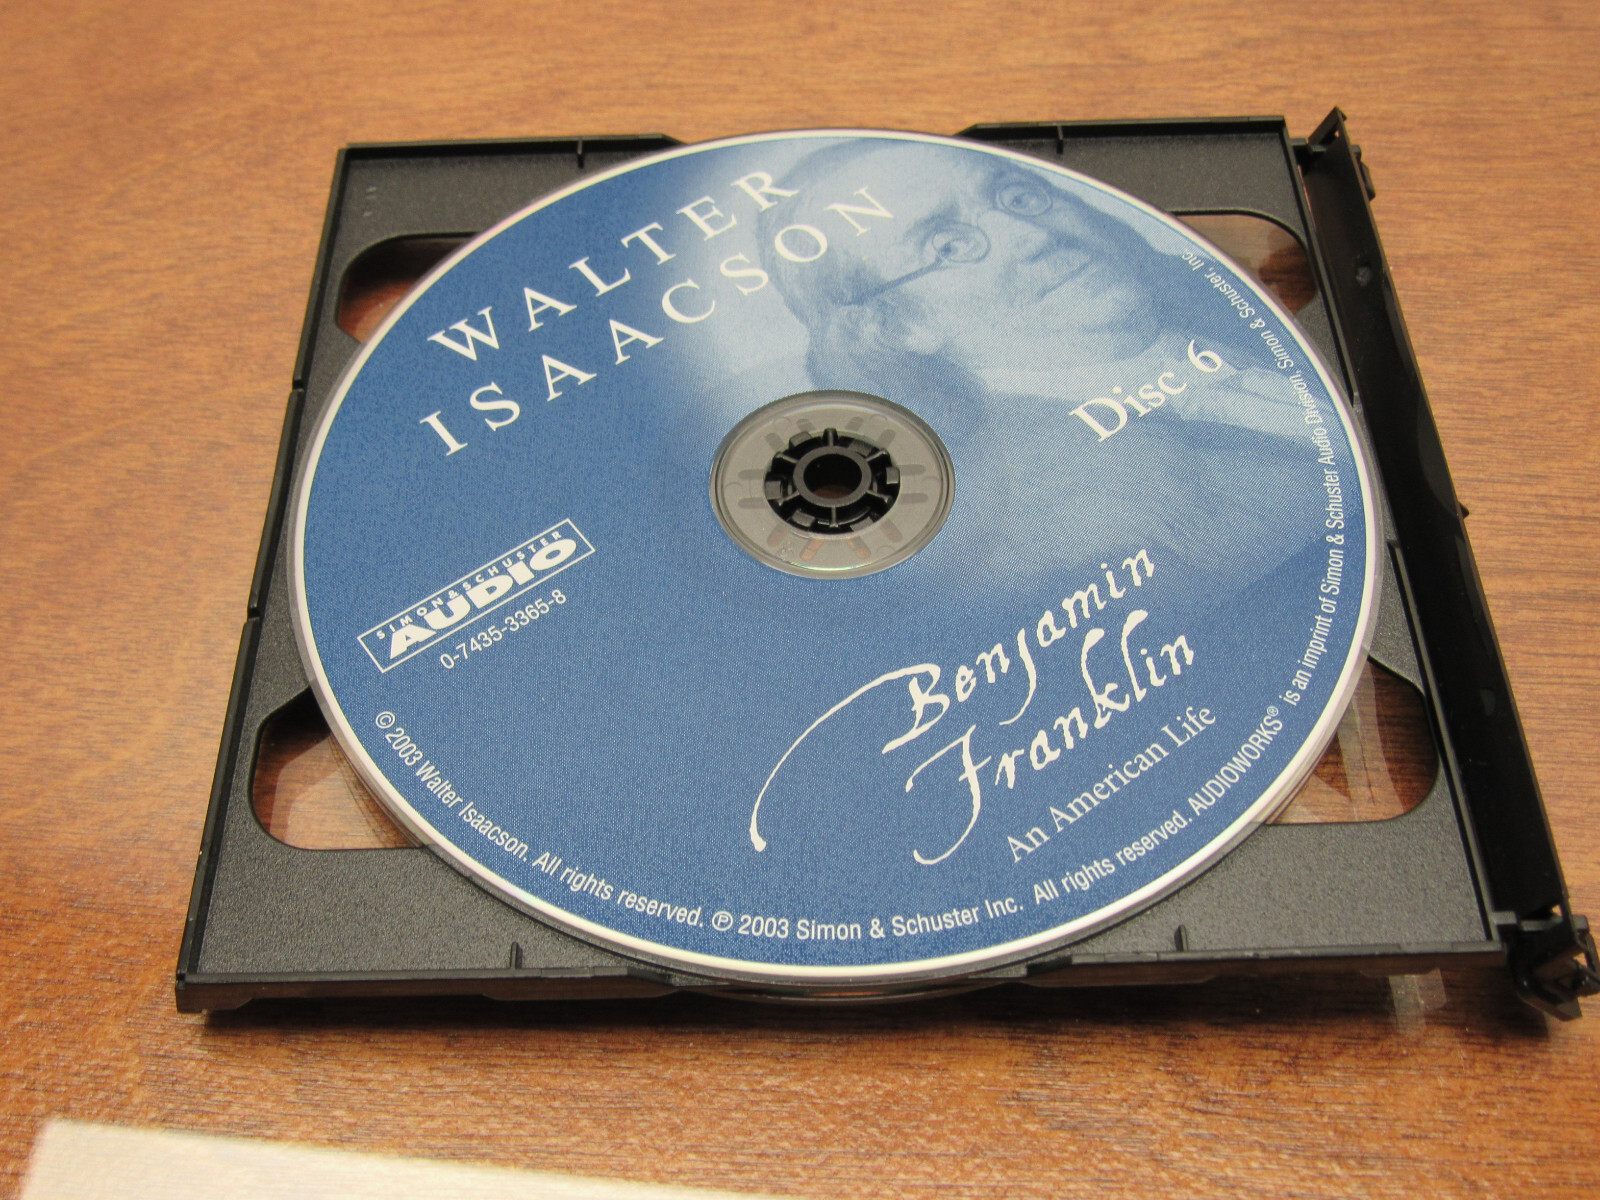 WALTER
ISAACSON
Disc 6
SIMON & SCHUSTER
AUDIO
0-7435-3365-8
Benjamin
Franklin
An American Life
© 2003 Walter Isaacson. All rights reserved. ℗ 2003 Simon & Schuster Inc. All rights reserved. AUDIOWORKS® is an imprint of Simon & Schuster Audio Division, Simon & Schuster, Inc.